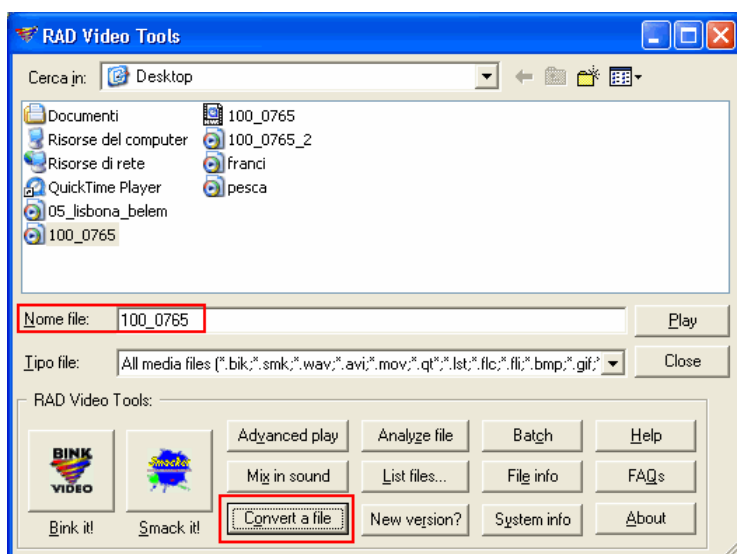 RAD Video Tools
Cerca in: Desktop
Documenti 100_0765
Risorse del computer 100_0765_2
Risorse di rete franci
QuickTime Player pesca
05_lisbona_belem
100_0765
Nome file: 100_0765 Play
Tipo file: All media files (*.bik;*.smk;*.wav;*.avi;*.mov;*.qt*;*.lst;*.flc;*.fli;*.bmp;*.gif;* Close
RAD Video Tools:
Advanced play Analyze file Batch Help
BINK VIDEO Smacker
Mix in sound List files... File info FAQs
Bink it! Smack it! Convert a file New version? System info About